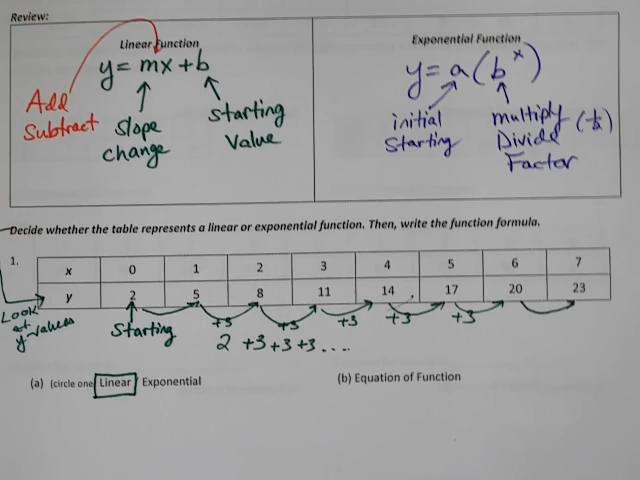 Review:
Linear Function
y = mx + b
Add
Subtract
slope
change
starting
Value
Exponential Function
y = a(b^x)
initial
starting
multiply
Divide (1/2)
Factor
Decide whether the table represents a linear or exponential function. Then, write the function formula.
1.
x 0 1 2 3 4 5 6 7
y 2 5 8 11 14 17 20 23
Look
at
y-values
Starting
+3 +3 +3 +3 +3
2 +3 +3 +3 ....
(a) (circle one) Linear / Exponential
(b) Equation of Function